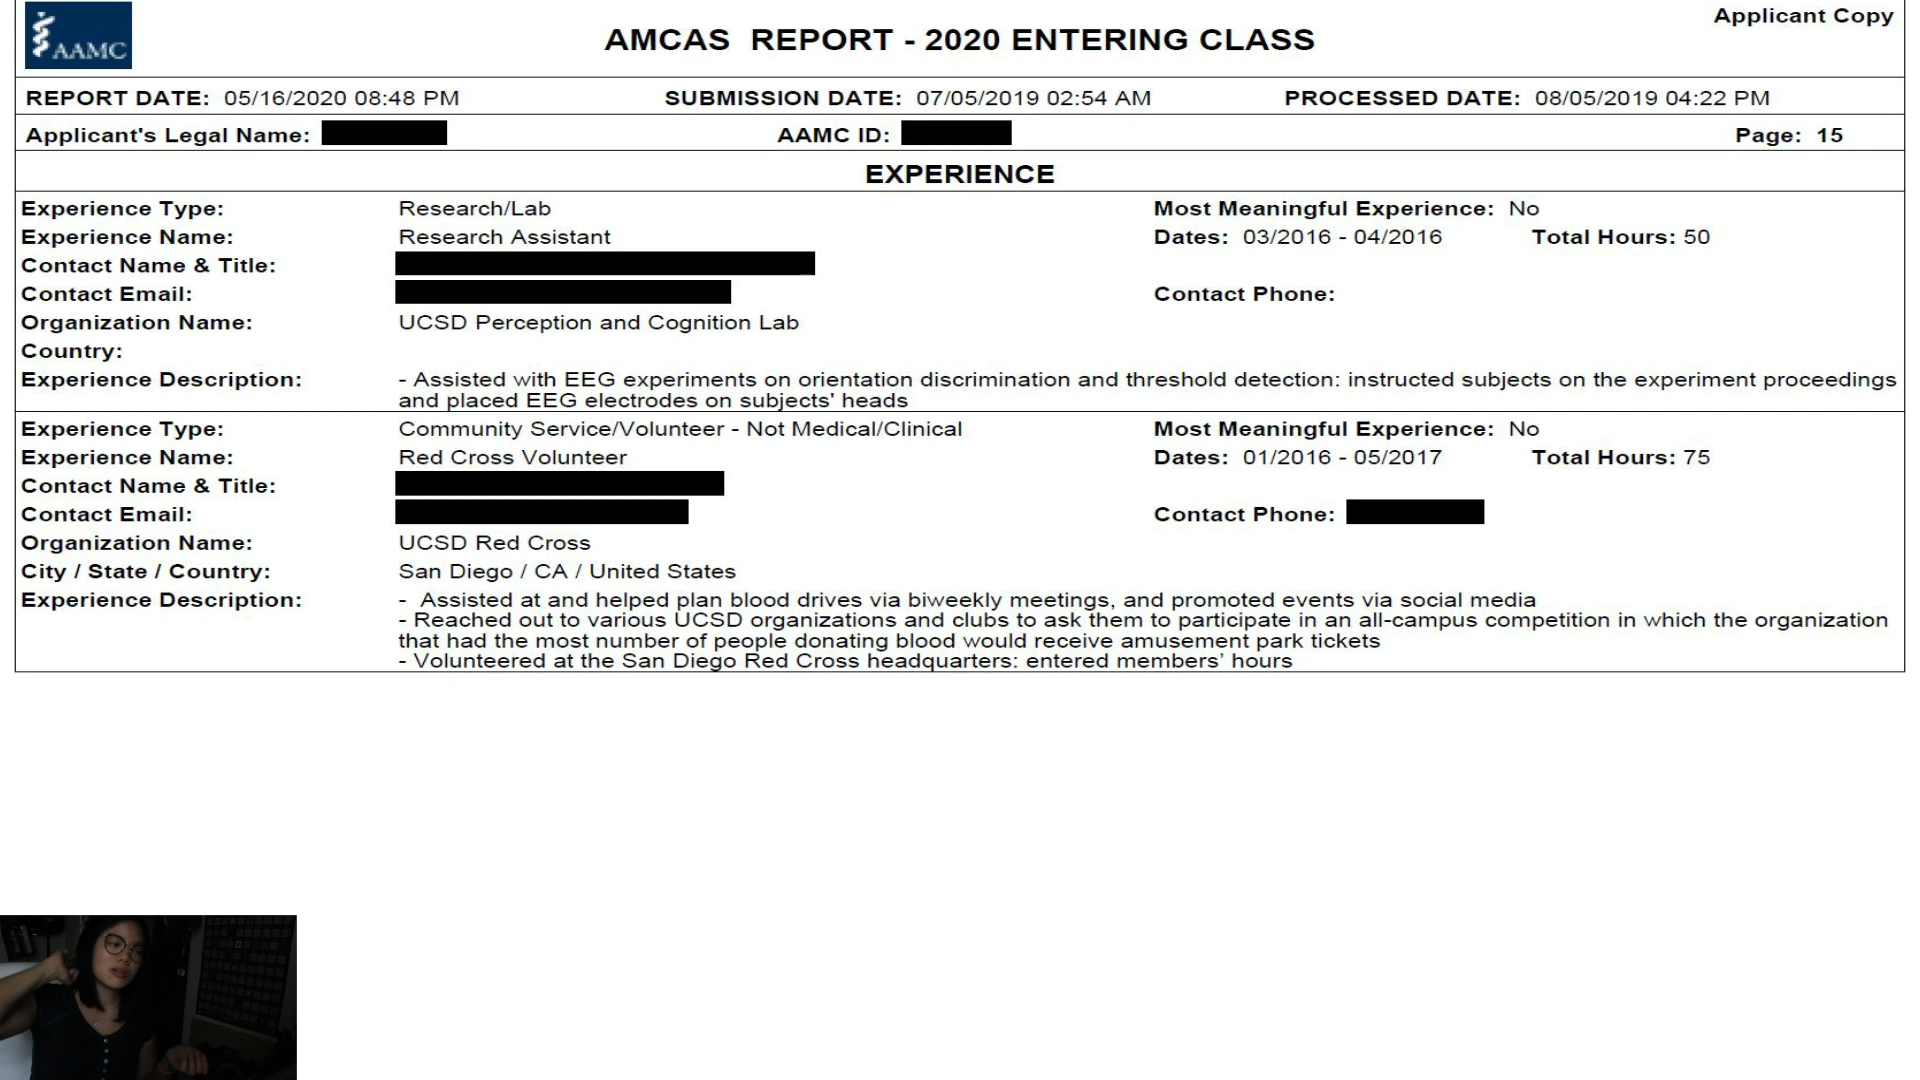 AAMC
AMCAS REPORT - 2020 ENTERING CLASS
Applicant Copy
REPORT DATE: 05/16/2020 08:48 PM SUBMISSION DATE: 07/05/2019 02:54 AM PROCESSED DATE: 08/05/2019 04:22 PM
Applicant's Legal Name: AAMC ID: Page: 15
EXPERIENCE
Experience Type: Research/Lab Most Meaningful Experience: No
Experience Name: Research Assistant Dates: 03/2016 - 04/2016 Total Hours: 50
Contact Name & Title:
Contact Email: Contact Phone:
Organization Name: UCSD Perception and Cognition Lab
Country:
Experience Description: - Assisted with EEG experiments on orientation discrimination and threshold detection: instructed subjects on the experiment proceedings
and placed EEG electrodes on subjects' heads
Experience Type: Community Service/Volunteer - Not Medical/Clinical Most Meaningful Experience: No
Experience Name: Red Cross Volunteer Dates: 01/2016 - 05/2017 Total Hours: 75
Contact Name & Title:
Contact Email: Contact Phone:
Organization Name: UCSD Red Cross
City / State / Country: San Diego / CA / United States
Experience Description: - Assisted at and helped plan blood drives via biweekly meetings, and promoted events via social media
- Reached out to various UCSD organizations and clubs to ask them to participate in an all-campus competition in which the organization
that had the most number of people donating blood would receive amusement park tickets
- Volunteered at the San Diego Red Cross headquarters: entered members’ hours